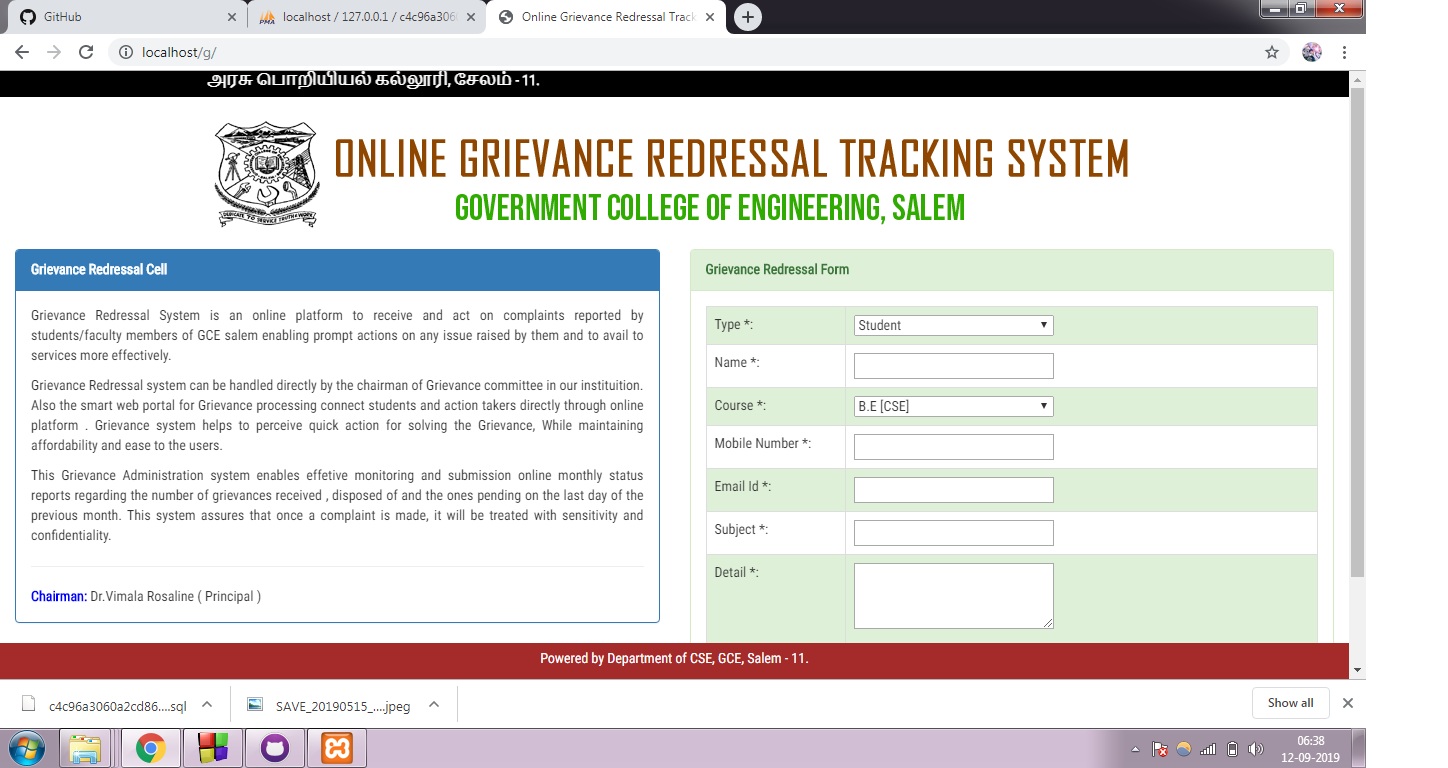 GitHub
localhost / 127.0.0.1 / c4c96a306
Online Grievance Redressal Track
localhost/g/
அரசு பொறியியல் கல்லூரி, சேலம் - 11.
ONLINE GRIEVANCE REDRESSAL TRACKING SYSTEM
GOVERNMENT COLLEGE OF ENGINEERING, SALEM
DEDICATE TO SERVICE TRUTH & WORK
Grievance Redressal Cell
Grievance Redressal System is an online platform to receive and act on complaints reported by
students/faculty members of GCE salem enabling prompt actions on any issue raised by them and to avail to
services more effectively.
Grievance Redressal system can be handled directly by the chairman of Grievance committee in our instituition.
Also the smart web portal for Grievance processing connect students and action takers directly through online
platform . Grievance system helps to perceive quick action for solving the Grievance, While maintaining
affordability and ease to the users.
This Grievance Administration system enables effetive monitoring and submission online monthly status
reports regarding the number of grievances received , disposed of and the ones pending on the last day of the
previous month. This system assures that once a complaint is made, it will be treated with sensitivity and
confidentiality.
Chairman: Dr.Vimala Rosaline ( Principal )
Grievance Redressal Form
Type *: Student
Name *:
Course *: B.E [CSE]
Mobile Number *:
Email Id *:
Subject *:
Detail *:
Powered by Department of CSE, GCE, Salem - 11.
c4c96a3060a2cd86....sql
SAVE_20190515_....jpeg
Show all
06:38
12-09-2019